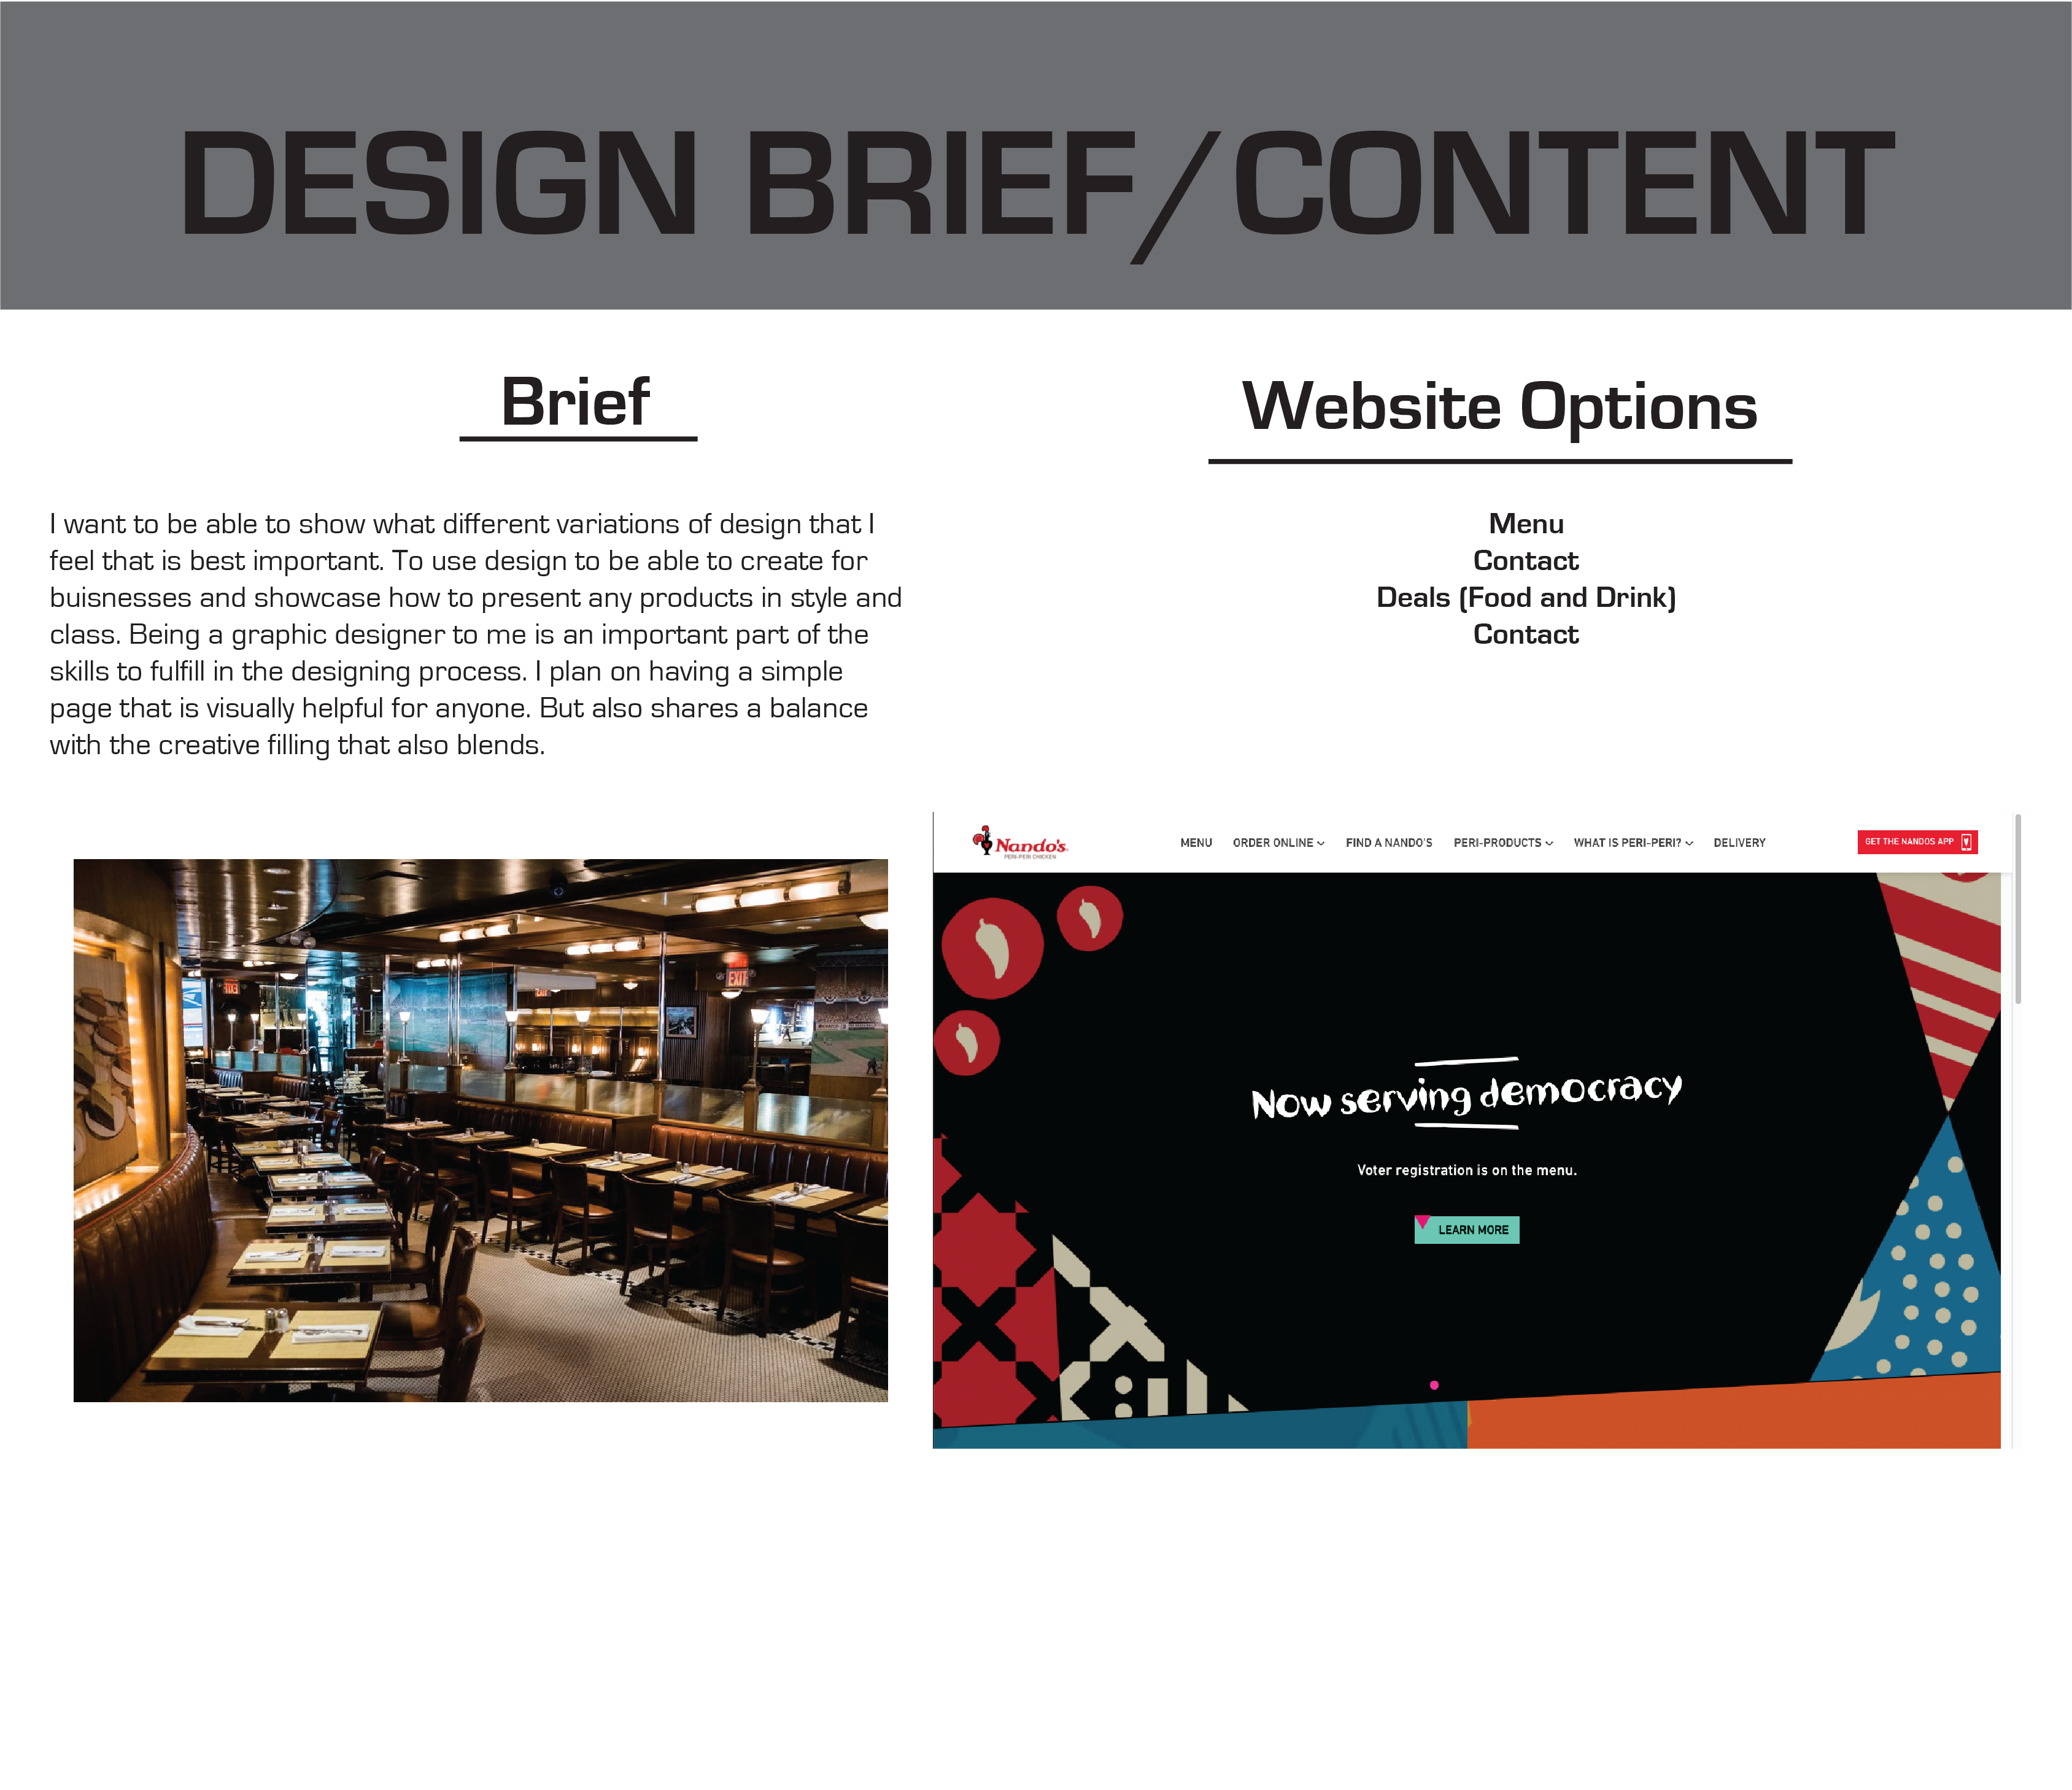 DESIGN BRIEF/CONTENT
Brief
I want to be able to show what different variations of design that I
feel that is best important. To use design to be able to create for
buisnesses and showcase how to present any products in style and
class. Being a graphic designer to me is an important part of the
skills to fulfill in the designing process. I plan on having a simple
page that is visually helpful for anyone. But also shares a balance
with the creative filling that also blends.
Website Options
Menu
Contact
Deals (Food and Drink)
Contact
EXIT
EXIT
EXIT
Nando's
PERI-PERI CHICKEN
MENU ORDER ONLINE FIND A NANDO'S PERI-PRODUCTS WHAT IS PERI-PERI? DELIVERY
GET THE NANDOS APP
Now serving democracy
Voter registration is on the menu.
LEARN MORE